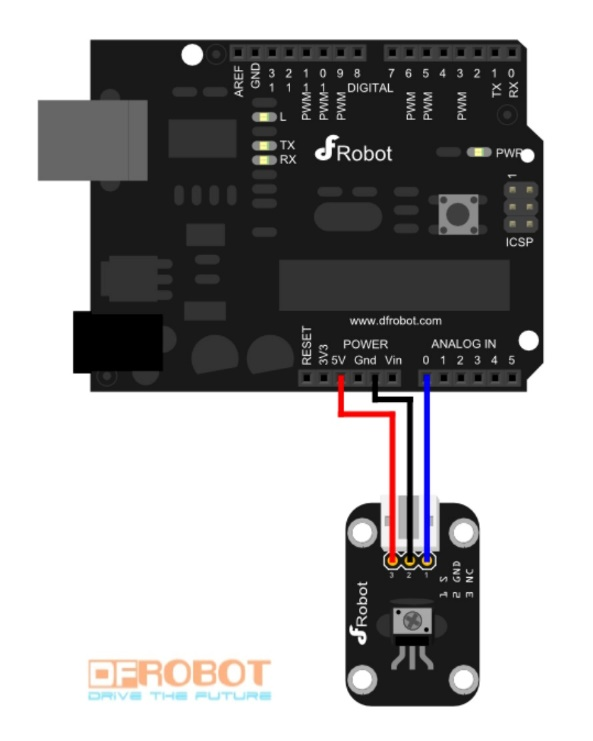 AREF
GND
13
12
11 PWM
10 PWM
9 PWM
8
DIGITAL
7
6 PWM
5 PWM
4
3 PWM
2
1 TX
0 RX
L
TX
RX
DFRobot
PWR
1
ICSP
www.dfrobot.com
RESET
3V3
POWER
5V Gnd Vin
ANALOG IN
0 1 2 3 4 5
3 2 1
1 S
2 GND
3 NC
DFRobot
DFROBOT
DRIVE THE FUTURE